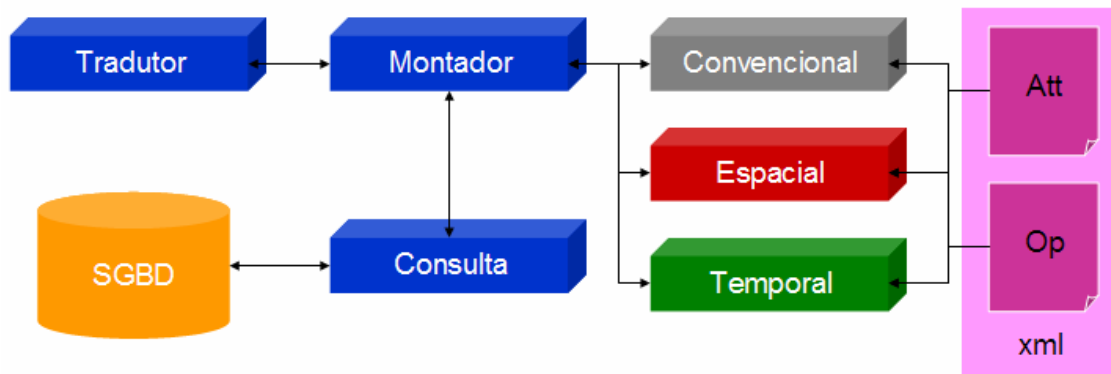 Tradutor
Montador
Convencional
Att
Espacial
Op
SGBD
Consulta
Temporal
xml